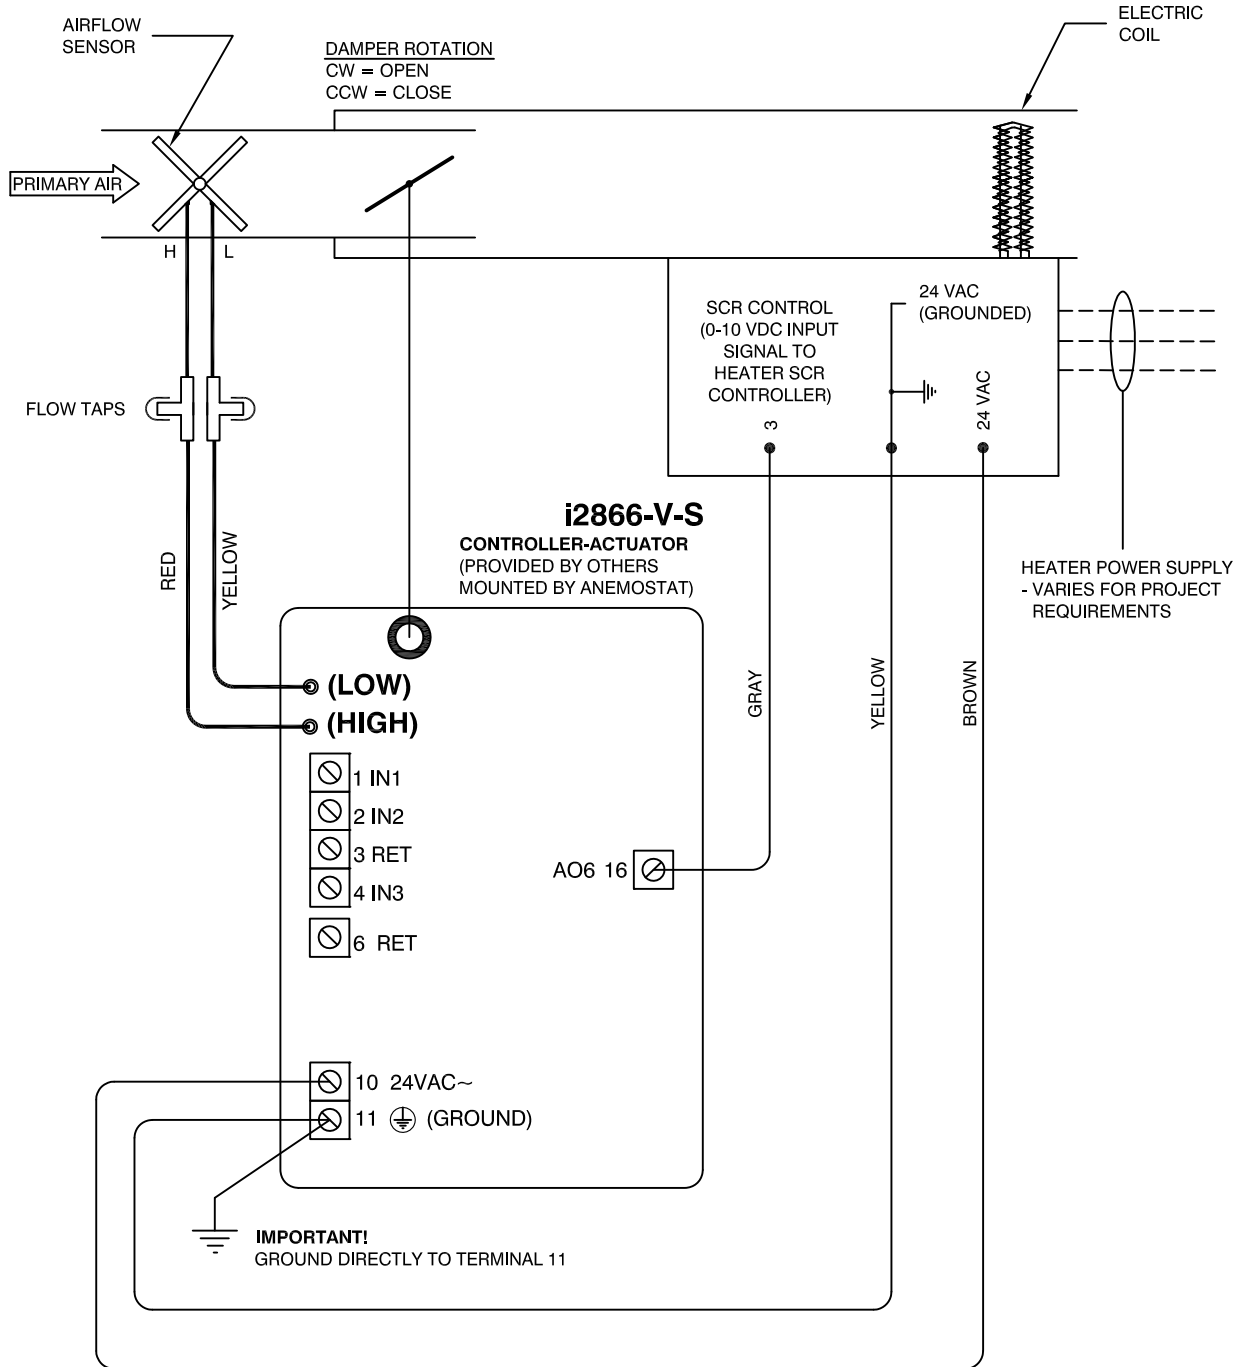 AIRFLOW
SENSOR
DAMPER ROTATION
CW = OPEN
CCW = CLOSE
ELECTRIC
COIL
PRIMARY AIR
H
L
SCR CONTROL
(0-10 VDC INPUT
SIGNAL TO
HEATER SCR
CONTROLLER)
3
24 VAC
(GROUNDED)
24 VAC
FLOW TAPS
RED
YELLOW
i2866-V-S
CONTROLLER-ACTUATOR
(PROVIDED BY OTHERS
MOUNTED BY ANEMOSTAT)
HEATER POWER SUPPLY
- VARIES FOR PROJECT
REQUIREMENTS
(LOW)
(HIGH)
GRAY
YELLOW
BROWN
1 IN1
2 IN2
3 RET
4 IN3
6 RET
AO6 16
10 24VAC~
11 (GROUND)
IMPORTANT!
GROUND DIRECTLY TO TERMINAL 11